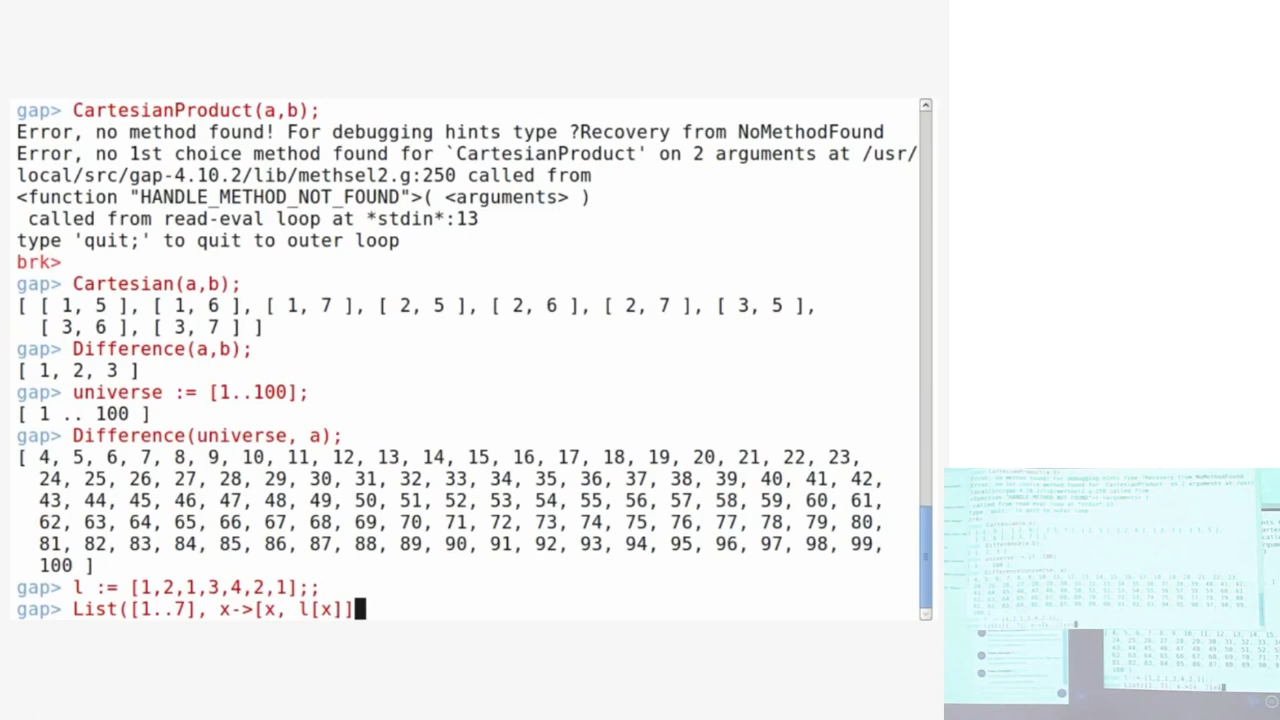 gap> CartesianProduct(a,b);
Error, no method found! For debugging hints type ?Recovery from NoMethodFound
Error, no 1st choice method found for `CartesianProduct' on 2 arguments at /usr/
local/src/gap-4.10.2/lib/methsel2.g:250 called from
<function "HANDLE_METHOD_NOT_FOUND">( <arguments> )
 called from read-eval loop at *stdin*:13
type 'quit;' to quit to outer loop
brk>
gap> Cartesian(a,b);
[ [ 1, 5 ], [ 1, 6 ], [ 1, 7 ], [ 2, 5 ], [ 2, 6 ], [ 2, 7 ], [ 3, 5 ],
  [ 3, 6 ], [ 3, 7 ] ]
gap> Difference(a,b);
[ 1, 2, 3 ]
gap> universe := [1..100];
[ 1 .. 100 ]
gap> Difference(universe, a);
[ 4, 5, 6, 7, 8, 9, 10, 11, 12, 13, 14, 15, 16, 17, 18, 19, 20, 21, 22, 23,
  24, 25, 26, 27, 28, 29, 30, 31, 32, 33, 34, 35, 36, 37, 38, 39, 40, 41, 42,
  43, 44, 45, 46, 47, 48, 49, 50, 51, 52, 53, 54, 55, 56, 57, 58, 59, 60, 61,
  62, 63, 64, 65, 66, 67, 68, 69, 70, 71, 72, 73, 74, 75, 76, 77, 78, 79, 80,
  81, 82, 83, 84, 85, 86, 87, 88, 89, 90, 91, 92, 93, 94, 95, 96, 97, 98, 99,
  100 ]
gap> l := [1,2,1,3,4,2,1];;
gap> List([1..7], x->[x, l[x]]